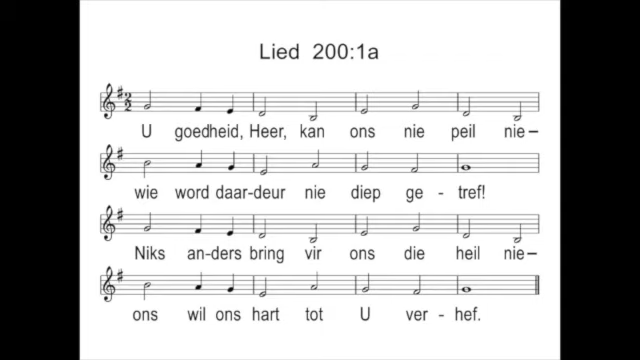 Lied 200:1a
U goedheid, Heer, kan ons nie peil nie–
wie word daar-deur nie diep ge - tref!
Niks an-ders bring vir ons die heil nie–
ons wil ons hart tot U ver - hef.